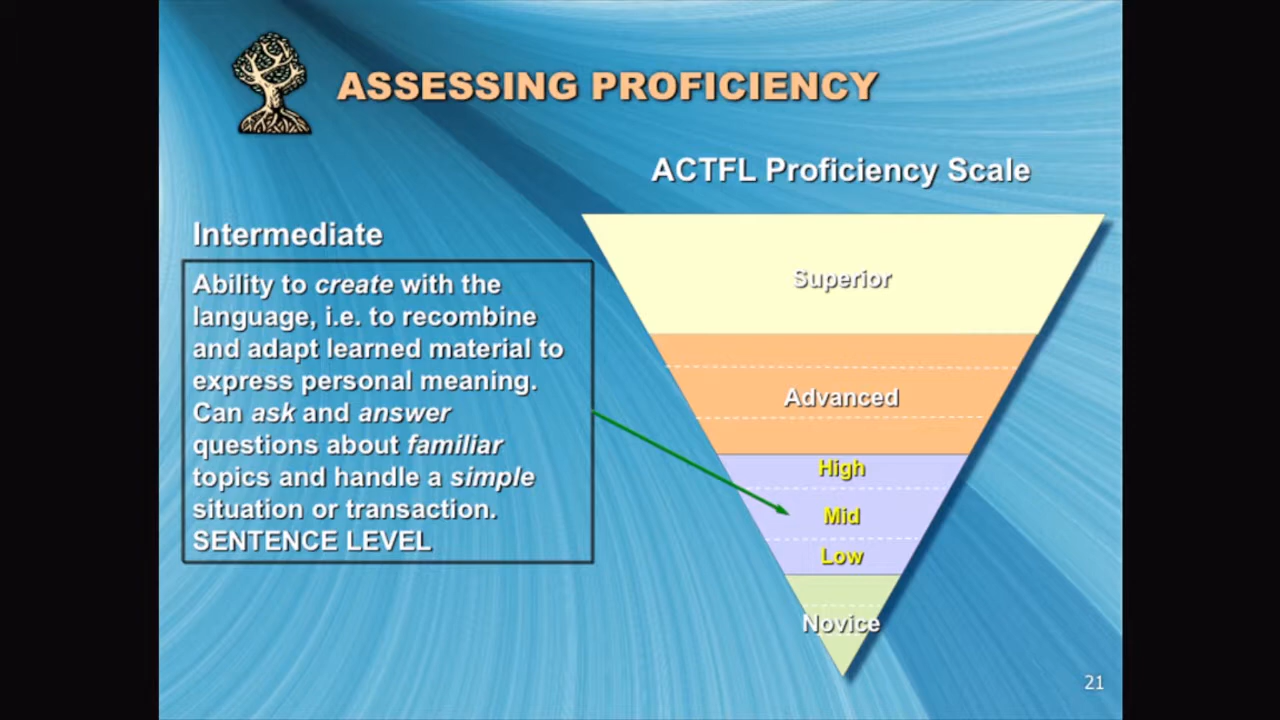 ASSESSING PROFICIENCY
ACTFL Proficiency Scale
Intermediate
Ability to create with the
language, i.e. to recombine
and adapt learned material to
express personal meaning.
Can ask and answer
questions about familiar
topics and handle a simple
situation or transaction.
SENTENCE LEVEL
Superior
Advanced
High
Mid
Low
Novice
21